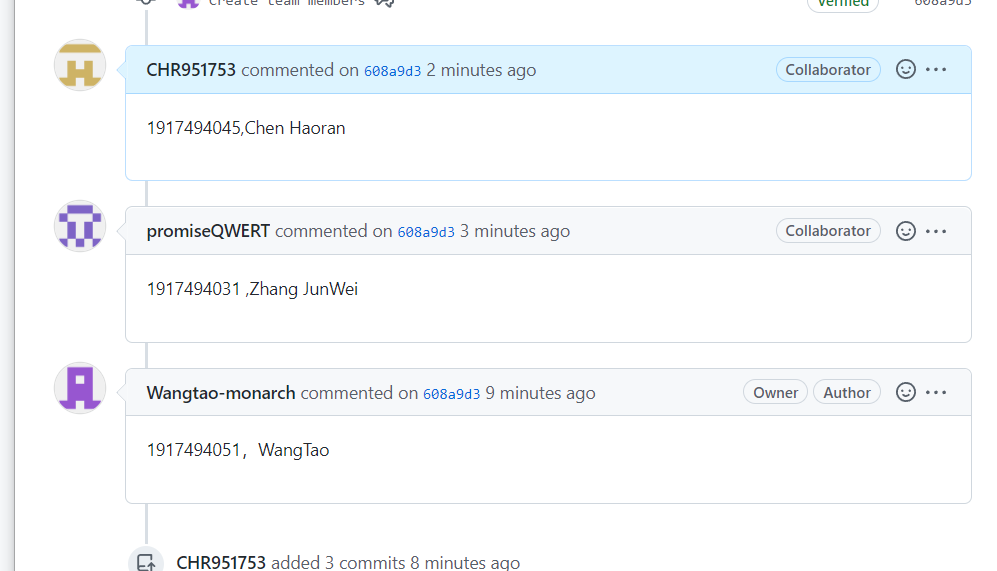 Create team members
Verified
608a9d3
CHR951753 commented on 608a9d3 2 minutes ago
Collaborator
1917494045,Chen Haoran
promiseQWERT commented on 608a9d3 3 minutes ago
Collaborator
1917494031 ,Zhang JunWei
Wangtao-monarch commented on 608a9d3 9 minutes ago
Owner
Author
1917494051，WangTao
CHR951753 added 3 commits 8 minutes ago